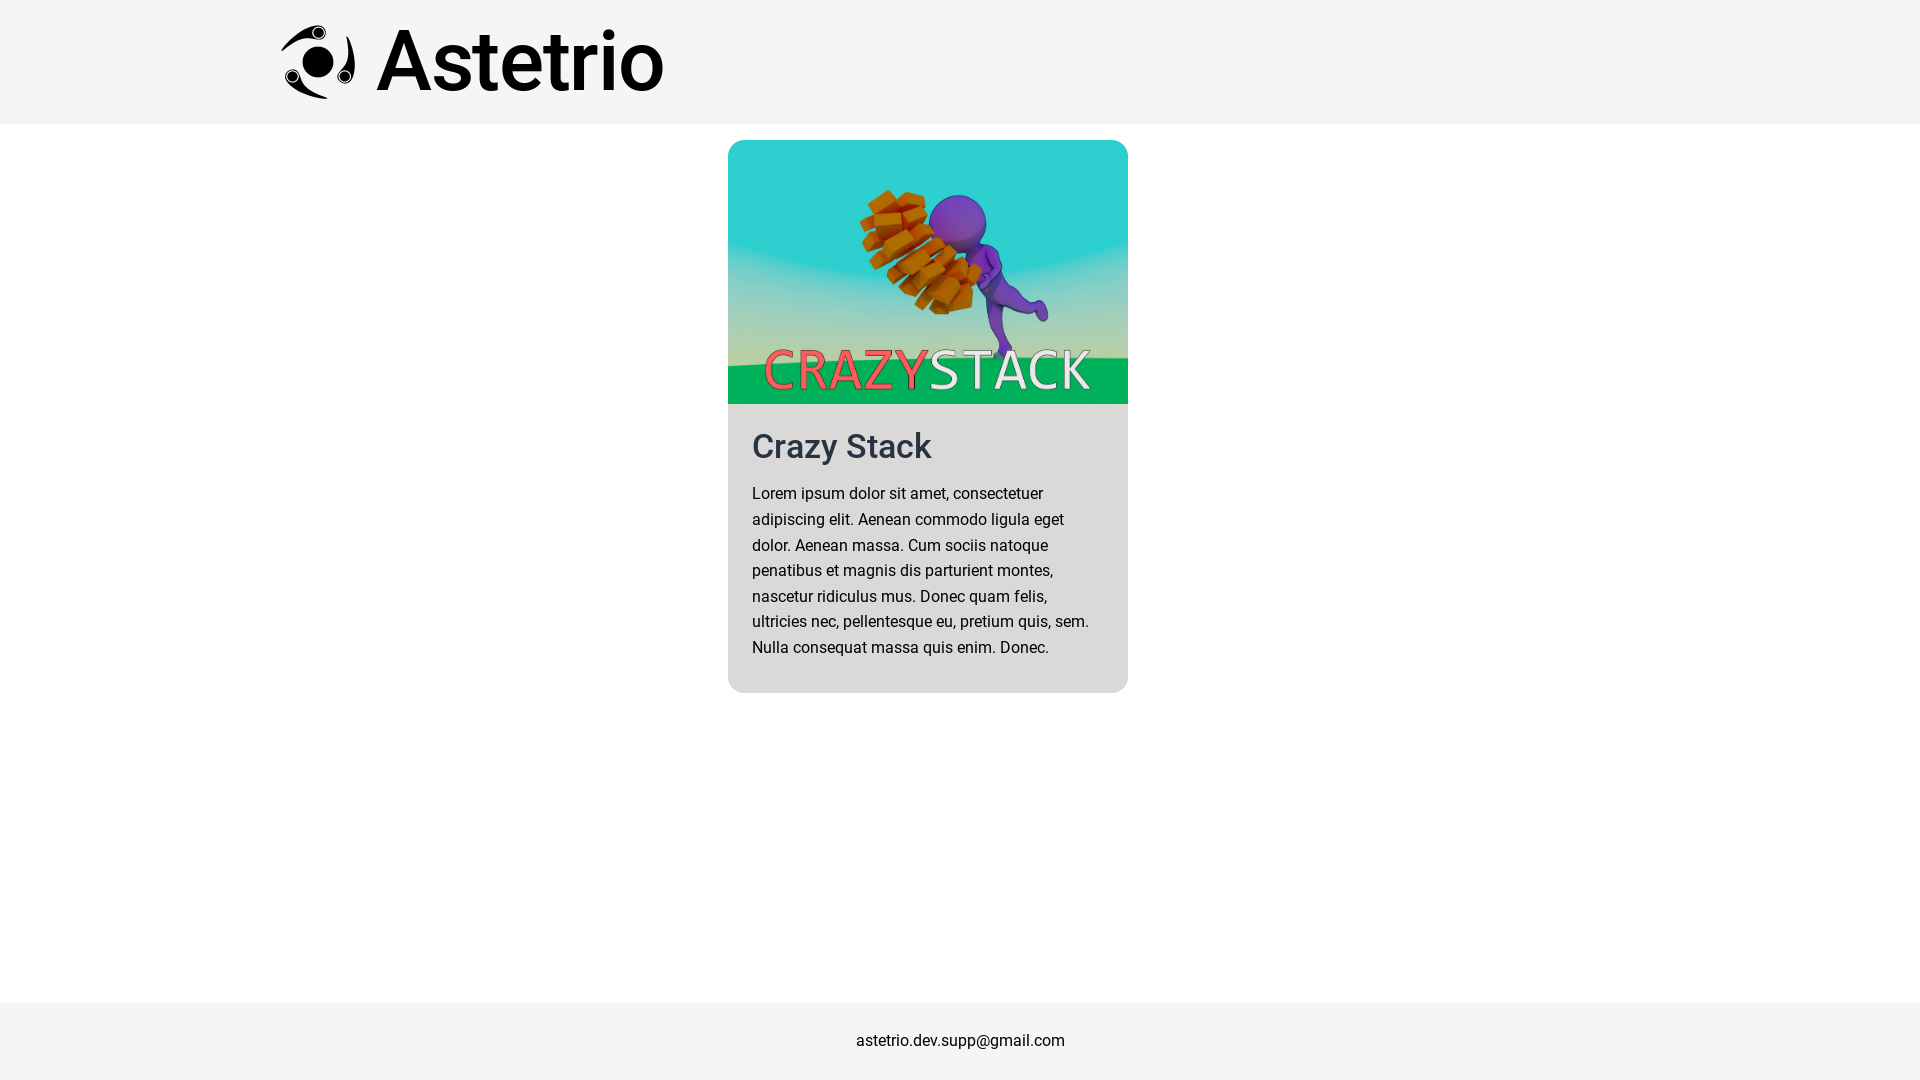 Astetrio
CRAZYSTACK
Crazy Stack
Lorem ipsum dolor sit amet, consectetuer
adipiscing elit. Aenean commodo ligula eget
dolor. Aenean massa. Cum sociis natoque
penatibus et magnis dis parturient montes,
nascetur ridiculus mus. Donec quam felis,
ultricies nec, pellentesque eu, pretium quis, sem.
Nulla consequat massa quis enim. Donec.
astetrio.dev.supp@gmail.com